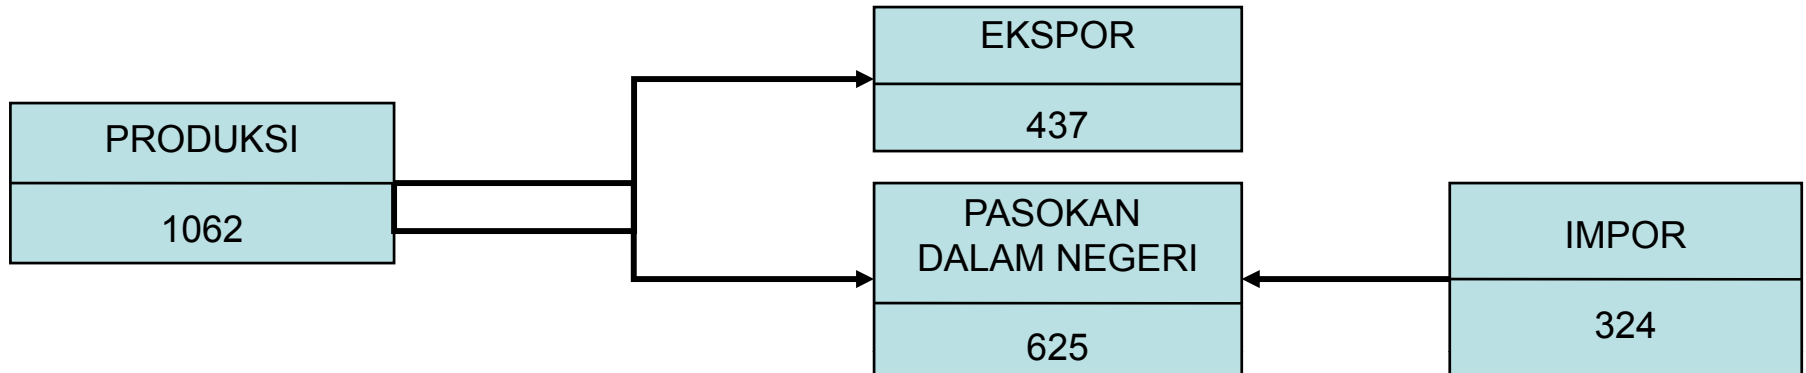 EKSPOR
437
PRODUKSI
1062
PASOKAN
DALAM NEGERI
625
IMPOR
324